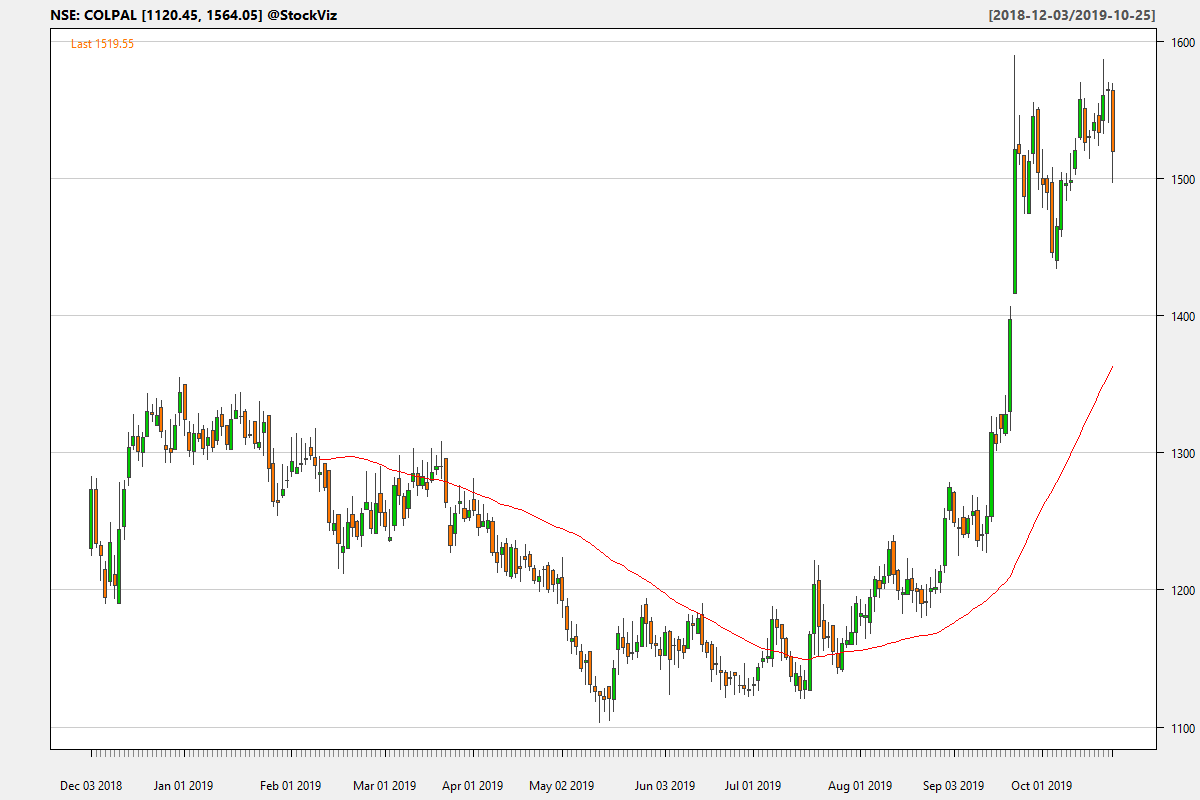 NSE: COLPAL [1120.45, 1564.05] @StockViz
[2018-12-03/2019-10-25]
Last 1519.55
1600
1500
1400
1300
1200
1100
Dec 03 2018 Jan 01 2019 Feb 01 2019 Mar 01 2019 Apr 01 2019 May 02 2019 Jun 03 2019 Jul 01 2019 Aug 01 2019 Sep 03 2019 Oct 01 2019